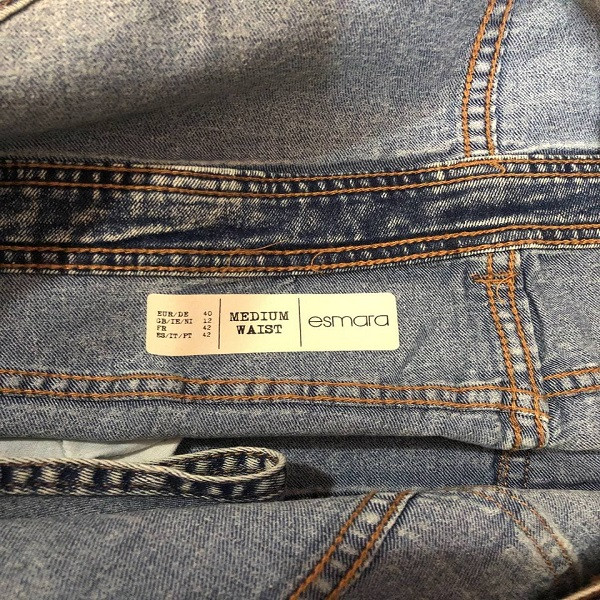 EUR/DE 40
GB/IE/NI 12
FR 42
ES/IT/PT 42
MEDIUM
WAIST
esmara